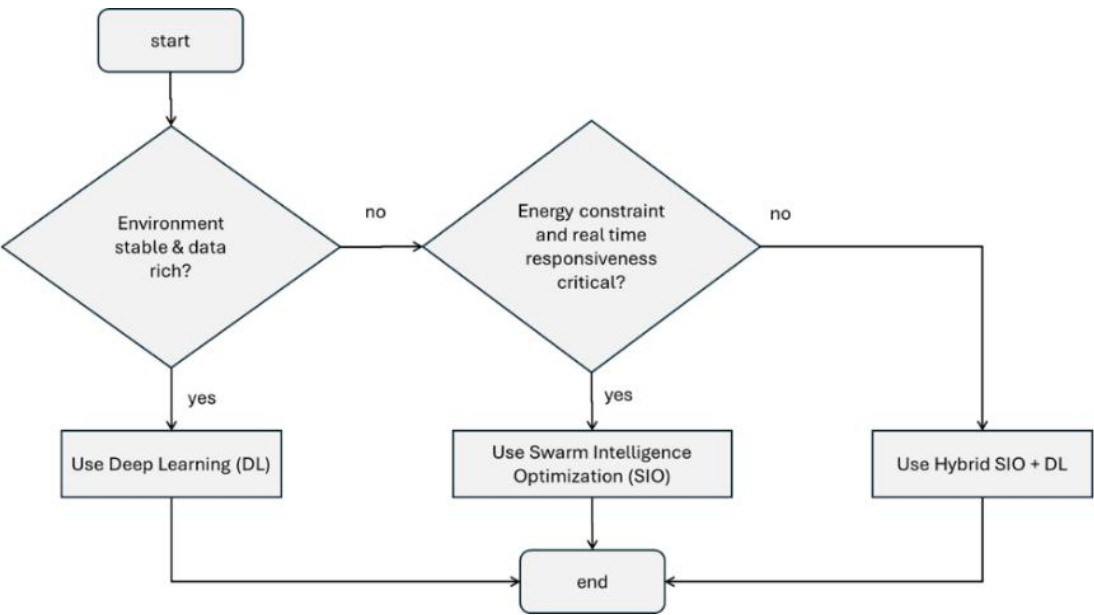 start
Environment
stable & data
rich?
no
Energy constraint
and real time
responsiveness
critical?
no
yes
yes
Use Deep Learning (DL)
Use Swarm Intelligence
Optimization (SIO)
Use Hybrid SIO + DL
end